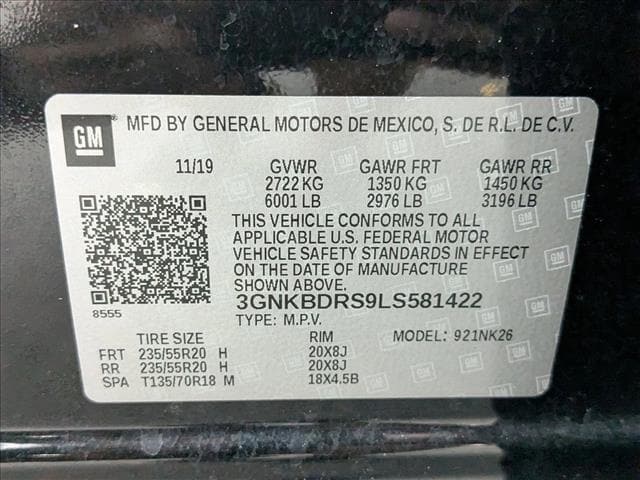 GM
MFD BY GENERAL MOTORS DE MEXICO, S. DE R.L. DE C.V.
11/19 GVWR GAWR FRT GAWR RR
2722 KG 1350 KG 1450 KG
6001 LB 2976 LB 3196 LB
THIS VEHICLE CONFORMS TO ALL
APPLICABLE U.S. FEDERAL MOTOR
VEHICLE SAFETY STANDARDS IN EFFECT
ON THE DATE OF MANUFACTURE
SHOWN ABOVE.
3GNKBDRS9LS581422
8555
TYPE: M.P.V. MODEL: 921NK26
TIRE SIZE RIM
FRT 235/55R20 H 20X8J
RR 235/55R20 H 20X8J
SPA T135/70R18 M 18X4.5B